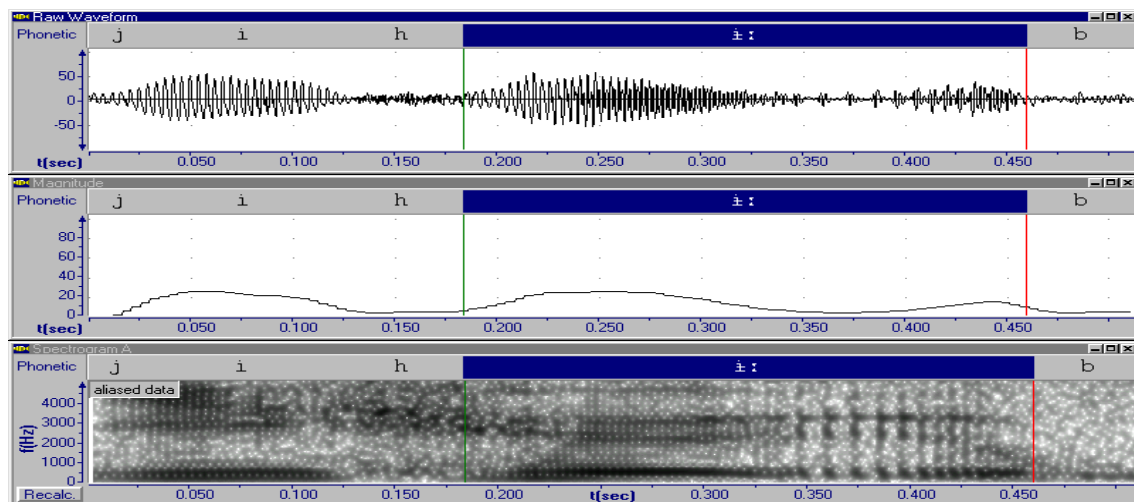 Raw Waveform
Phonetic j i h ɨː b
50
0
-50
t(sec) 0.050 0.100 0.150 0.200 0.250 0.300 0.350 0.400 0.450
Magnitude
Phonetic j i h ɨː b
80
60
40
20
0
t(sec) 0.050 0.100 0.150 0.200 0.250 0.300 0.350 0.400 0.450
Spectrogram A
Phonetic j i h ɨː b
aliased data
f(Hz)
4000
3000
2000
1000
0
Recalc. 0.050 0.100 0.150 0.200 t(sec) 0.300 0.350 0.400 0.450